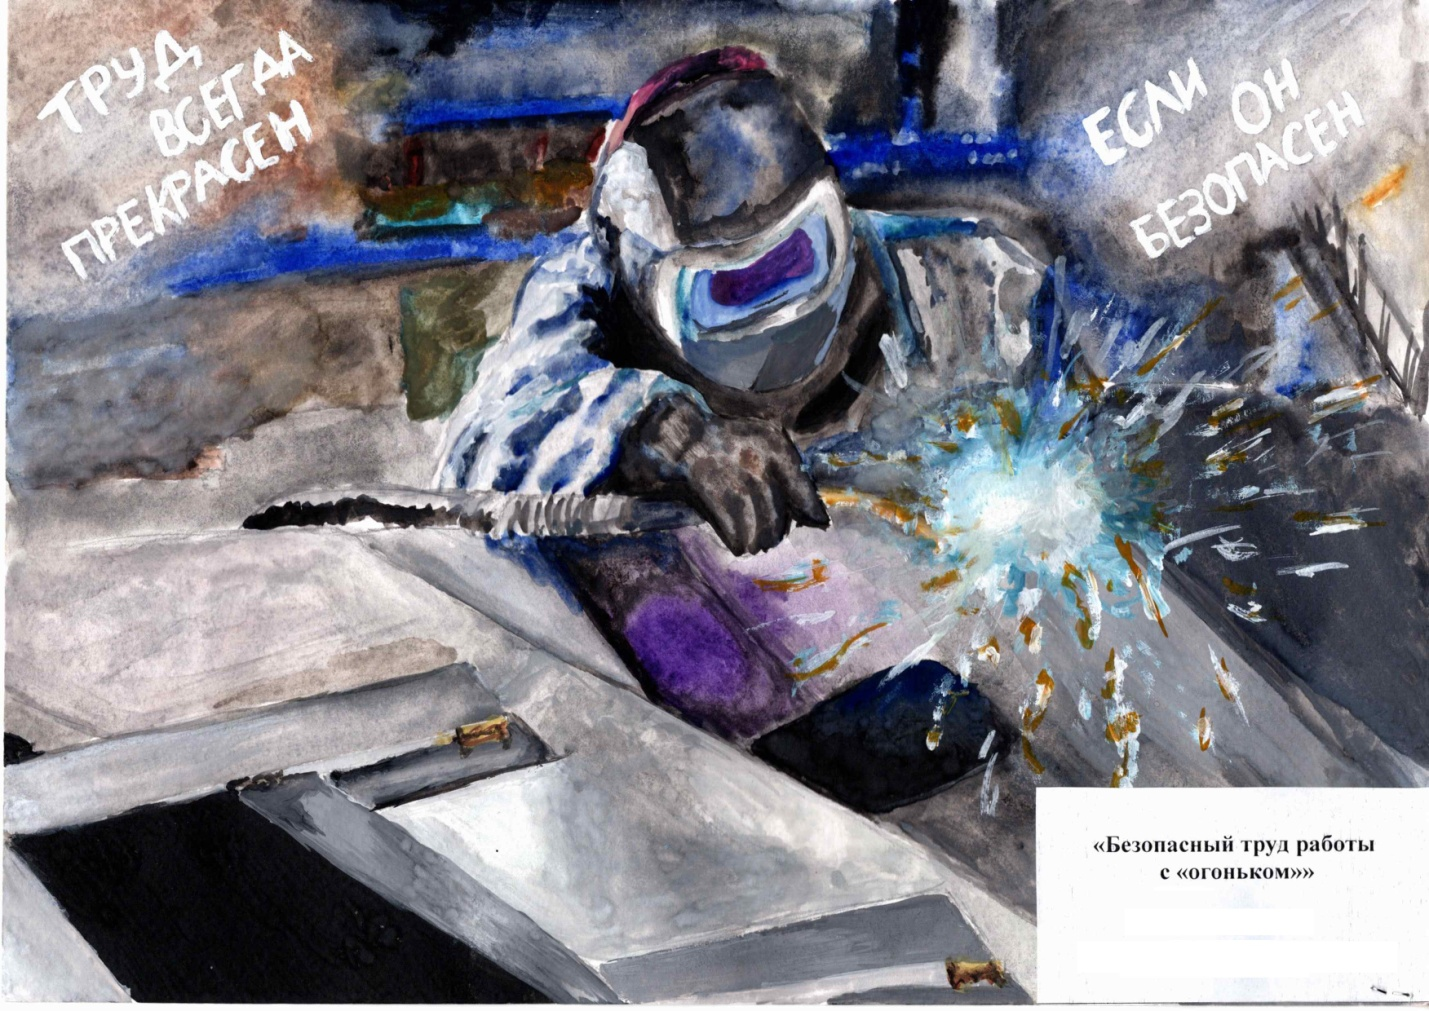 ТРУД
ВСЕГДА
ПРЕКРАСЕН
ЕСЛИ
ОН
БЕЗОПАСЕН
«Безопасный труд работы
с «огоньком»»